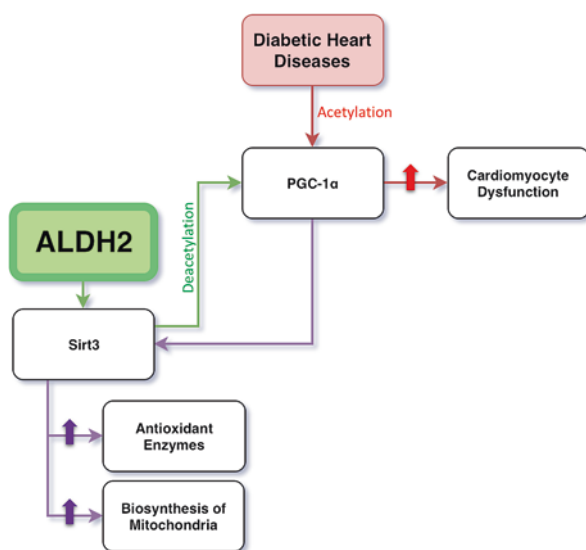 Diabetic Heart
Diseases
Acetylation
PGC-1α
Cardiomyocyte
Dysfunction
ALDH2
Deacetylation
Sirt3
Antioxidant
Enzymes
Biosynthesis of
Mitochondria